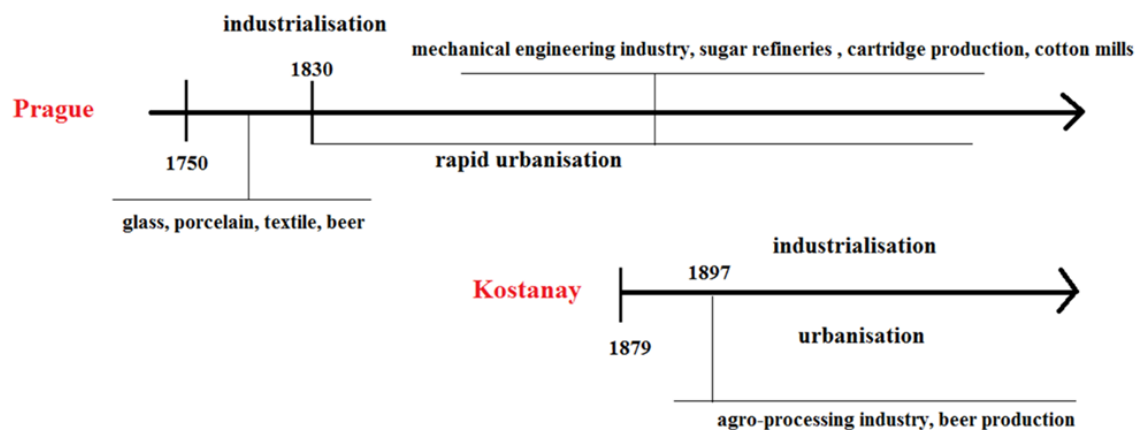 industrialisation
mechanical engineering industry, sugar refineries , cartridge production, cotton mills
1830
Prague
1750
rapid urbanisation
glass, porcelain, textile, beer
industrialisation
1897
Kostanay
1879
urbanisation
agro-processing industry, beer production